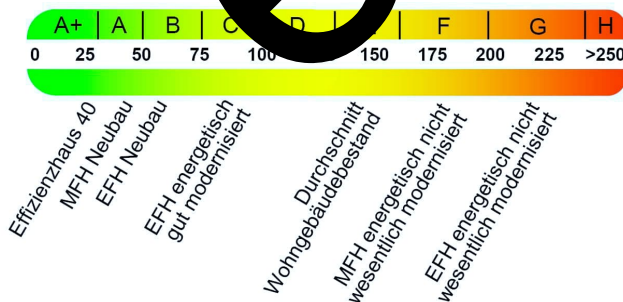 A+ A B C D F G H
0 25 50 75 100 150 175 200 225 >250
Effizienzhaus 40
MFH Neubau
EFH Neubau
EFH energetisch
gut modernisiert
Durchschnitt
Wohngebäudebestand
MFH energetisch nicht
wesentlich modernisiert
EFH energetisch nicht
wesentlich modernisiert